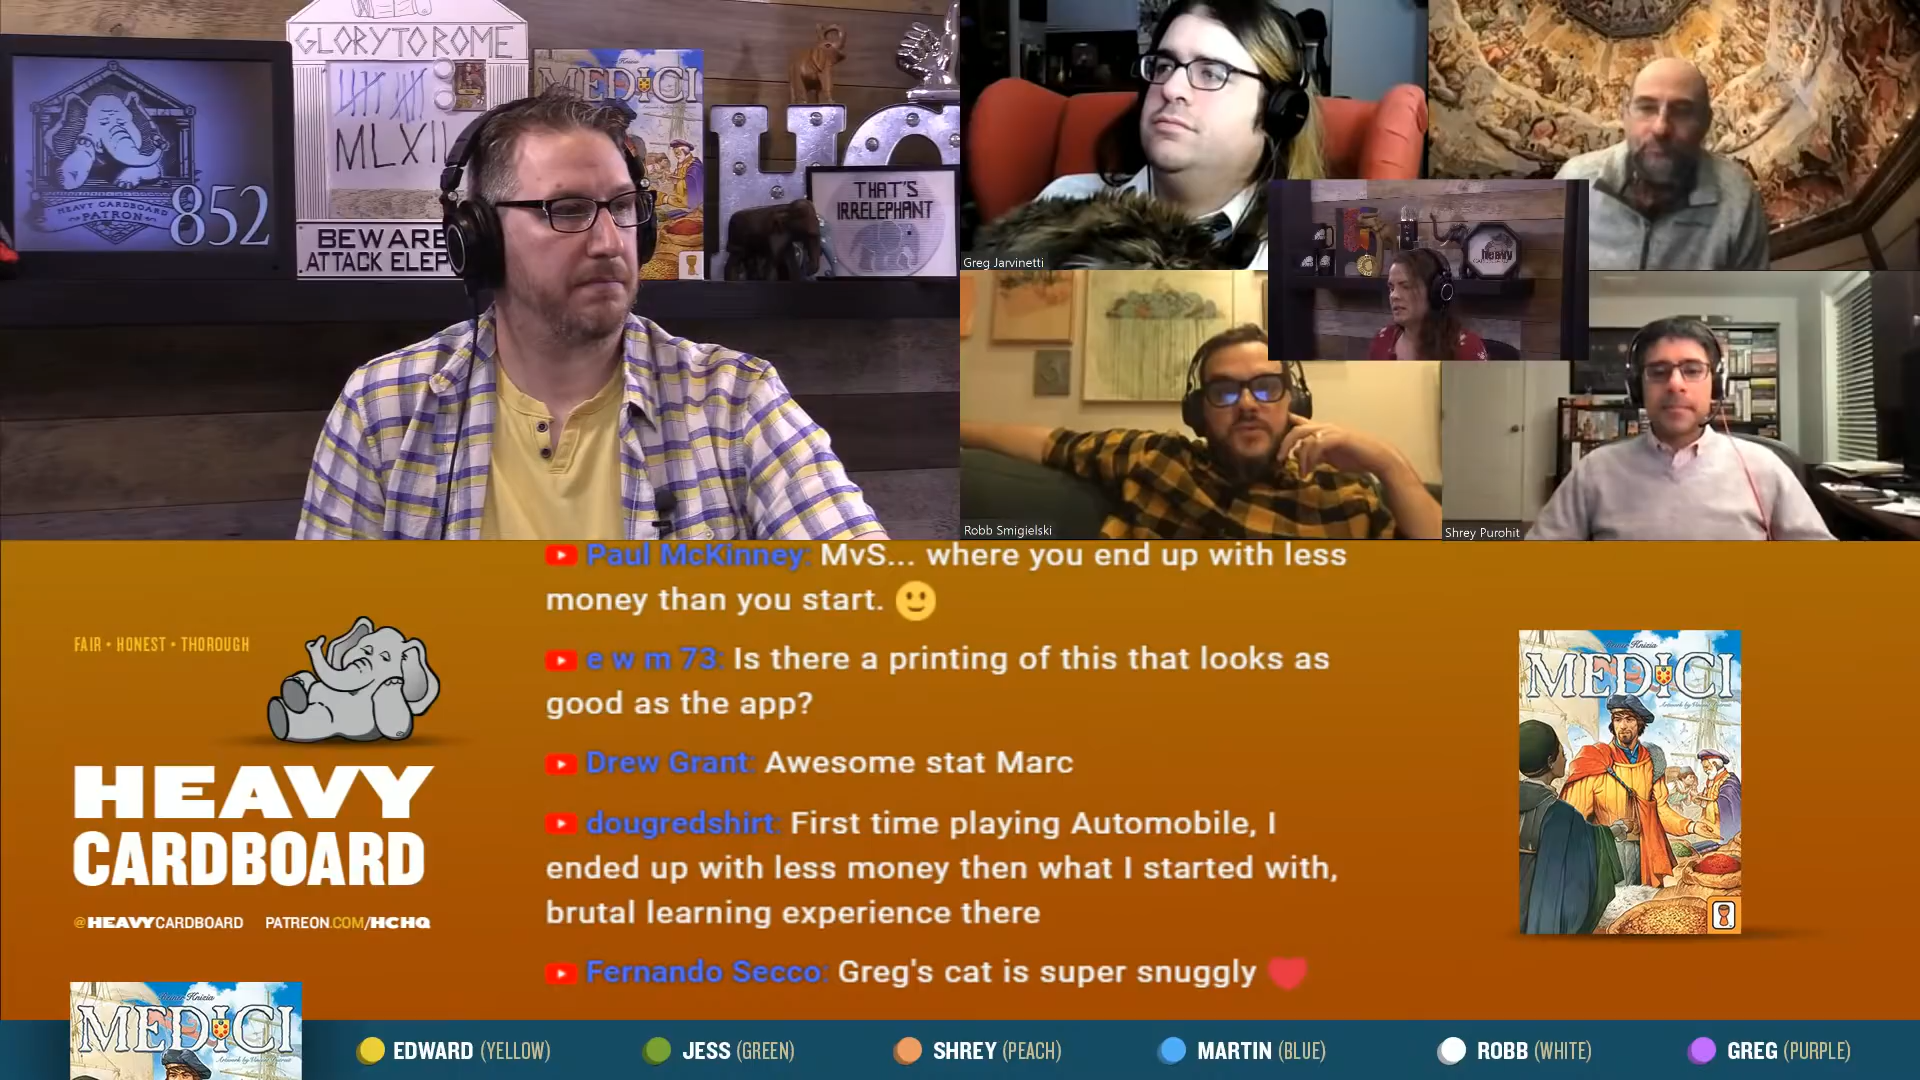 GLORY TO ROME
MLXII
HEAVY CARDBOARD
PATRON
852
BEWARE
ATTACK ELEP
MEDICI
THAT'S
IRRELEPHANT
heavy
Greg Jarvinetti
Robb Smigielski
Shrey Purohit
Paul McKinney: MvS... where you end up with less
money than you start. 🙂
e w m 73: Is there a printing of this that looks as
good as the app?
Drew Grant: Awesome stat Marc
dougredshirt: First time playing Automobile, I
ended up with less money then what I started with,
brutal learning experience there
Fernando Secco: Greg's cat is super snuggly ❤
FAIR • HONEST • THOROUGH
HEAVY
CARDBOARD
@HEAVYCARDBOARD PATREON.COM/HCHQ
Reiner Knizia
MEDICI
Reiner Knizia
MEDICI
EDWARD (YELLOW) JESS (GREEN) SHREY (PEACH) MARTIN (BLUE) ROBB (WHITE) GREG (PURPLE)